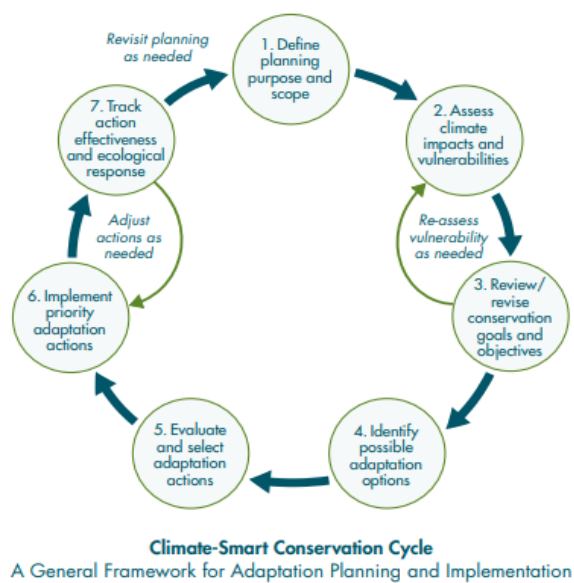 Revisit planning
as needed
1. Define
planning
purpose and
scope
2. Assess
climate
impacts and
vulnerabilities
Re-assess
vulnerability
as needed
3. Review/
revise
conservation
goals and
objectives
4. Identify
possible
adaptation
options
5. Evaluate
and select
adaptation
actions
6. Implement
priority
adaptation
actions
7. Track
action
effectiveness
and ecological
response
Adjust
actions as
needed
Climate-Smart Conservation Cycle
A General Framework for Adaptation Planning and Implementation